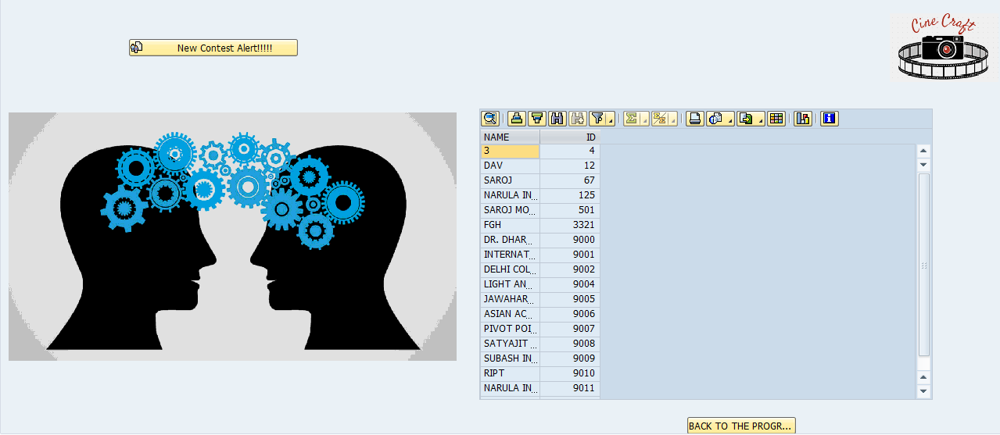 Cine Craft
New Contest Alert!!!!!
NAME ID
3 4
DAV 12
SAROJ 67
NARULA IN... 125
SAROJ MO... 501
FGH 3321
DR. DHAR... 9000
INTERNAT... 9001
DELHI COL... 9002
LIGHT AN... 9004
JAWAHAR... 9005
ASIAN AC... 9006
PIVOT POI... 9007
SATYAJIT ... 9008
SUBASH IN... 9009
RIPT 9010
NARULA IN... 9011
BACK TO THE PROGR...